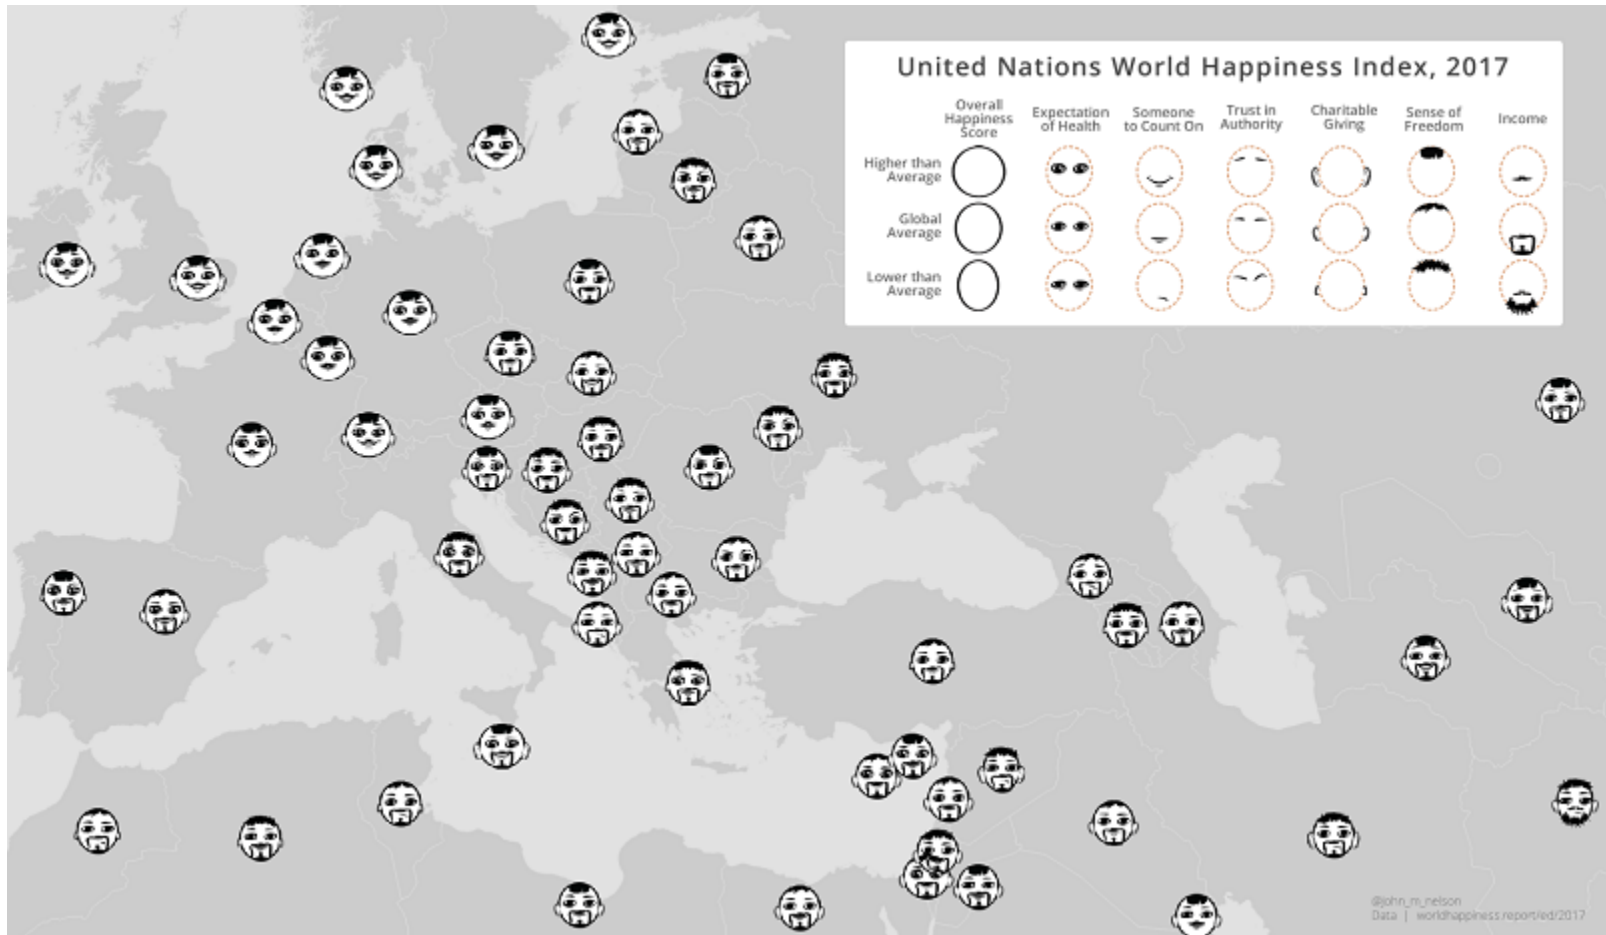 United Nations World Happiness Index, 2017
Overall
Happiness
Score
Expectation
of Health
Someone
to Count On
Trust in
Authority
Charitable
Giving
Sense of
Freedom
Income
Higher than
Average
Global
Average
Lower than
Average
@john_m_nelson
Data | worldhappiness.report/ed/2017